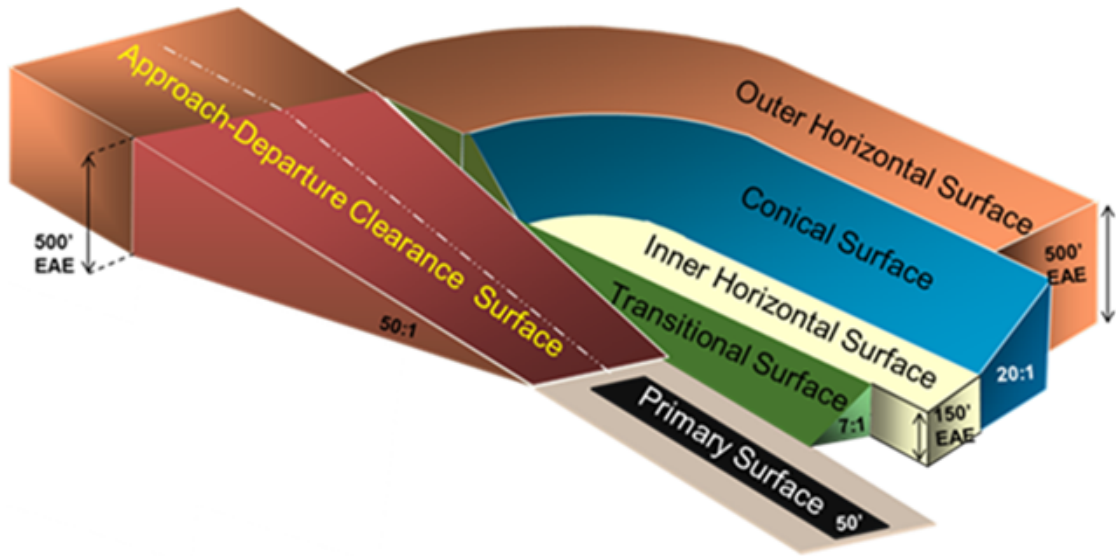 Approach-Departure Clearance Surface
Outer Horizontal Surface
Conical Surface
Inner Horizontal Surface
Transitional Surface
Primary Surface
50'
500'
EAE
50:1
7:1
150'
EAE
20:1
500'
EAE